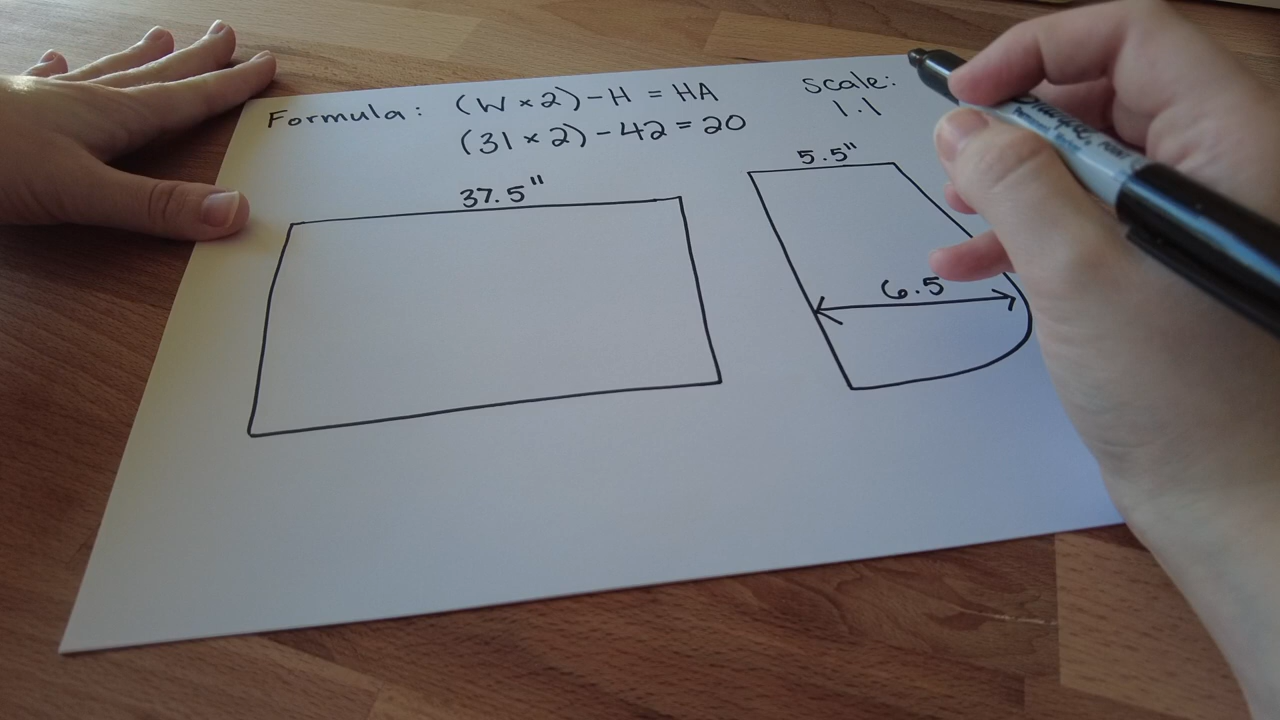 Formula: (W × 2) - H = HA
(31 × 2) - 42 = 20
Scale:
1.1
37.5"
5.5"
6.5